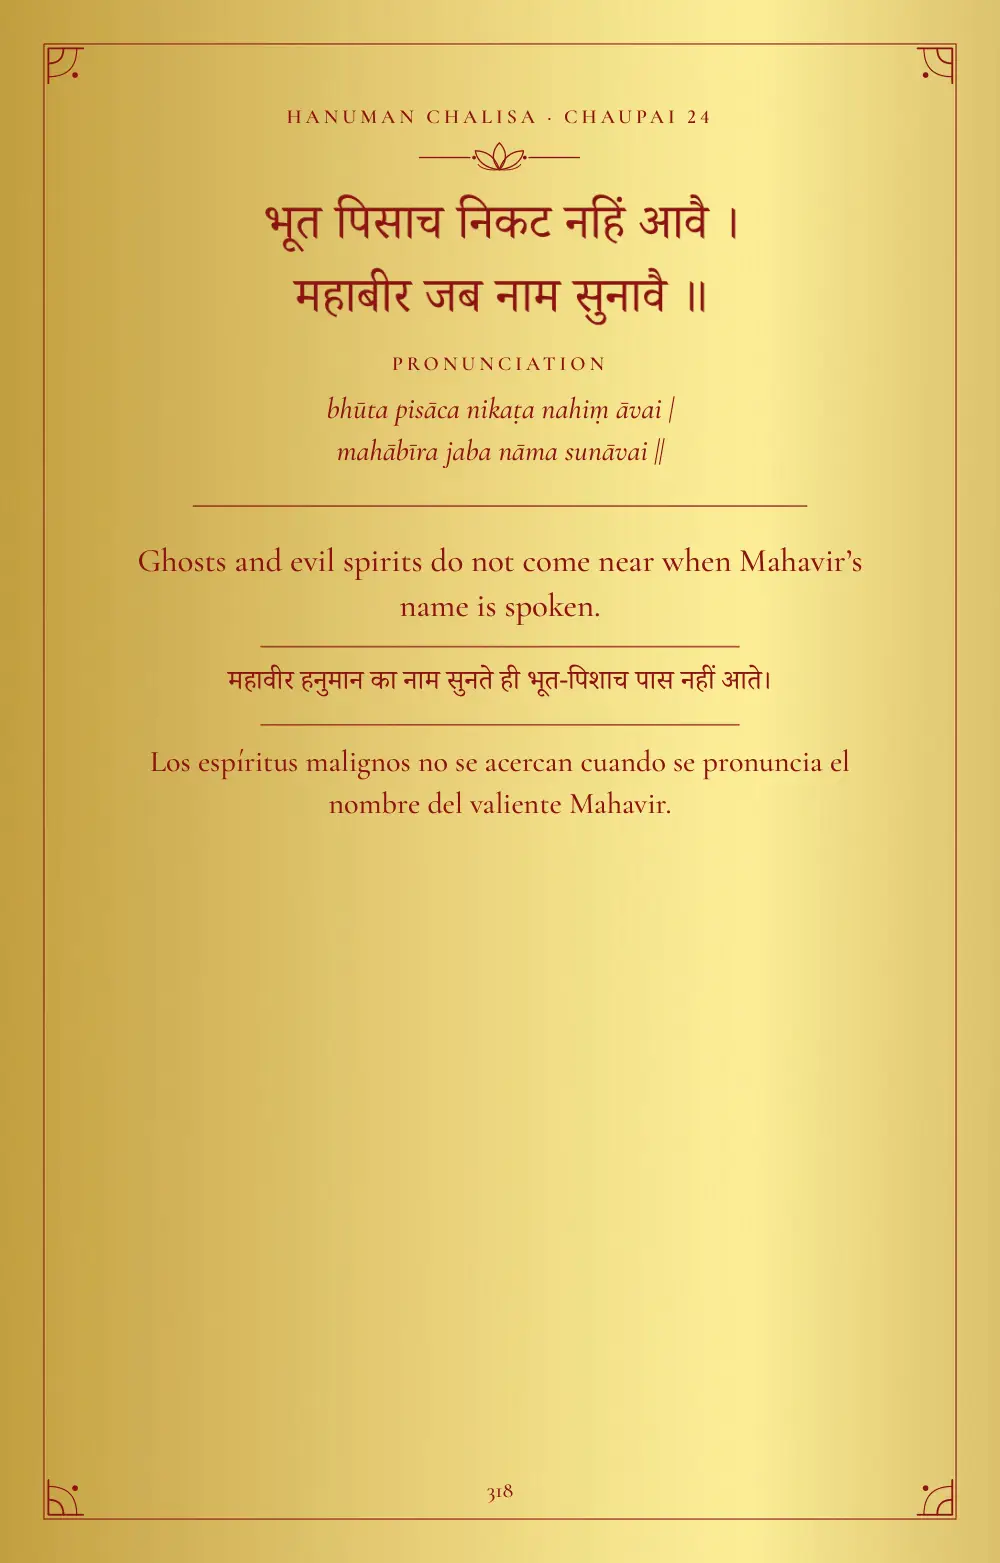 HANUMAN CHALISA · CHAUPAI 24
भूत पिसाच निकट नहिं आवै ।
महाबीर जब नाम सुनावै ॥
PRONUNCIATION
bhūta pisāca nikaṭa nahiṃ āvai |
mahābīra jaba nāma sunāvai ||
Ghosts and evil spirits do not come near when Mahavir’s
name is spoken.
महावीर हनुमान का नाम सुनते ही भूत-पिशाच पास नहीं आते।
Los espíritus malignos no se acercan cuando se pronuncia el
nombre del valiente Mahavir.
318